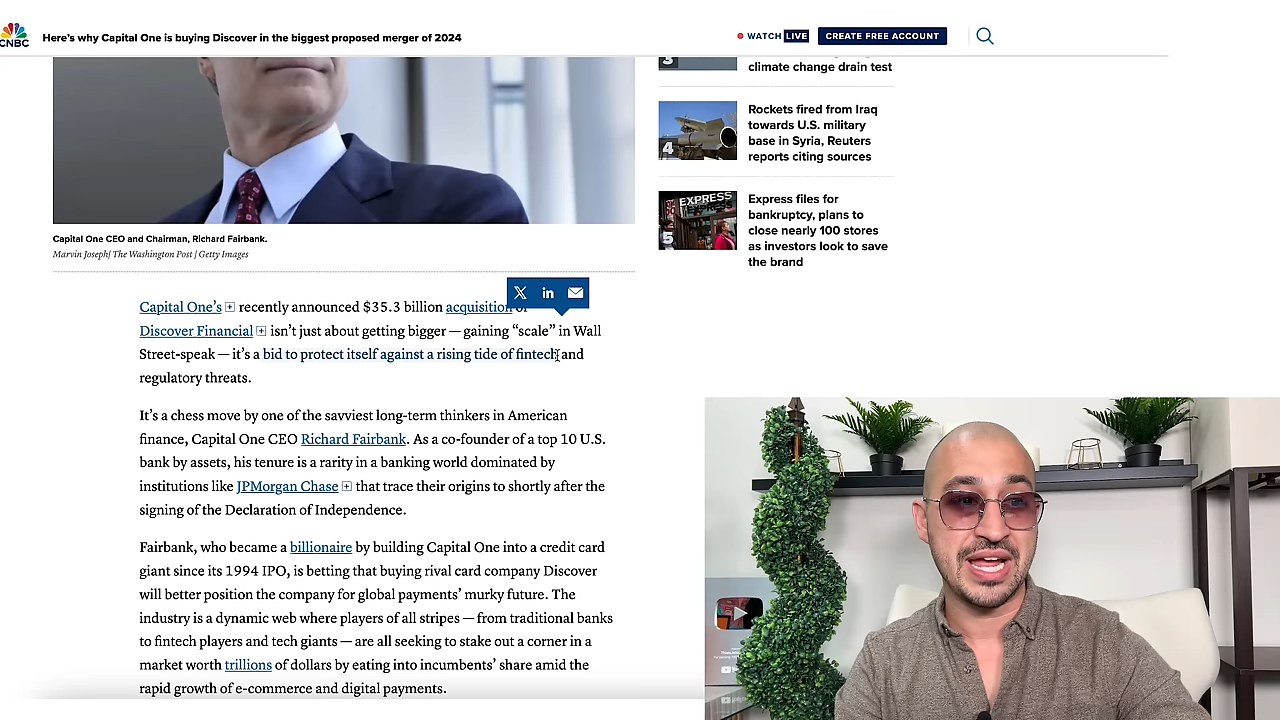 CNBC
Here's why Capital One is buying Discover in the biggest proposed merger of 2024
WATCH LIVE
CREATE FREE ACCOUNT
3
climate change drain test
4
Rockets fired from Iraq
towards U.S. military
base in Syria, Reuters
reports citing sources
EXPRESS
5
Express files for
bankruptcy, plans to
close nearly 100 stores
as investors look to save
the brand
Capital One CEO and Chairman, Richard Fairbank.
Marvin Joseph| The Washington Post | Getty Images
Capital One's recently announced $35.3 billion acquisition of
Discover Financial isn't just about getting bigger — gaining “scale” in Wall
Street-speak — it's a bid to protect itself against a rising tide of fintech and
regulatory threats.
It's a chess move by one of the savviest long-term thinkers in American
finance, Capital One CEO Richard Fairbank. As a co-founder of a top 10 U.S.
bank by assets, his tenure is a rarity in a banking world dominated by
institutions like JPMorgan Chase that trace their origins to shortly after the
signing of the Declaration of Independence.
Fairbank, who became a billionaire by building Capital One into a credit card
giant since its 1994 IPO, is betting that buying rival card company Discover
will better position the company for global payments' murky future. The
industry is a dynamic web where players of all stripes — from traditional banks
to fintech players and tech giants — are all seeking to stake out a corner in a
market worth trillions of dollars by eating into incumbents' share amid the
rapid growth of e-commerce and digital payments.